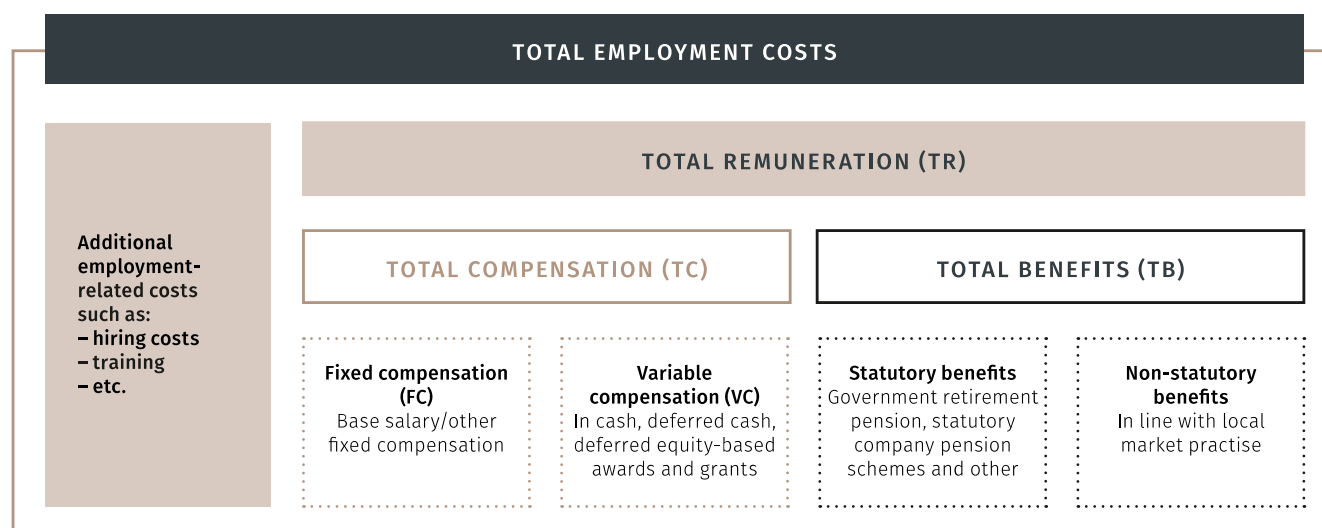 TOTAL EMPLOYMENT COSTS
Additional
employment-
related costs
such as:
– hiring costs
– training
– etc.
TOTAL REMUNERATION (TR)
TOTAL COMPENSATION (TC)
TOTAL BENEFITS (TB)
Fixed compensation
(FC)
Base salary/other
fixed compensation
Variable
compensation (VC)
In cash, deferred cash,
deferred equity-based
awards and grants
Statutory benefits
Government retirement
pension, statutory
company pension
schemes and other
Non-statutory
benefits
In line with local
market practise